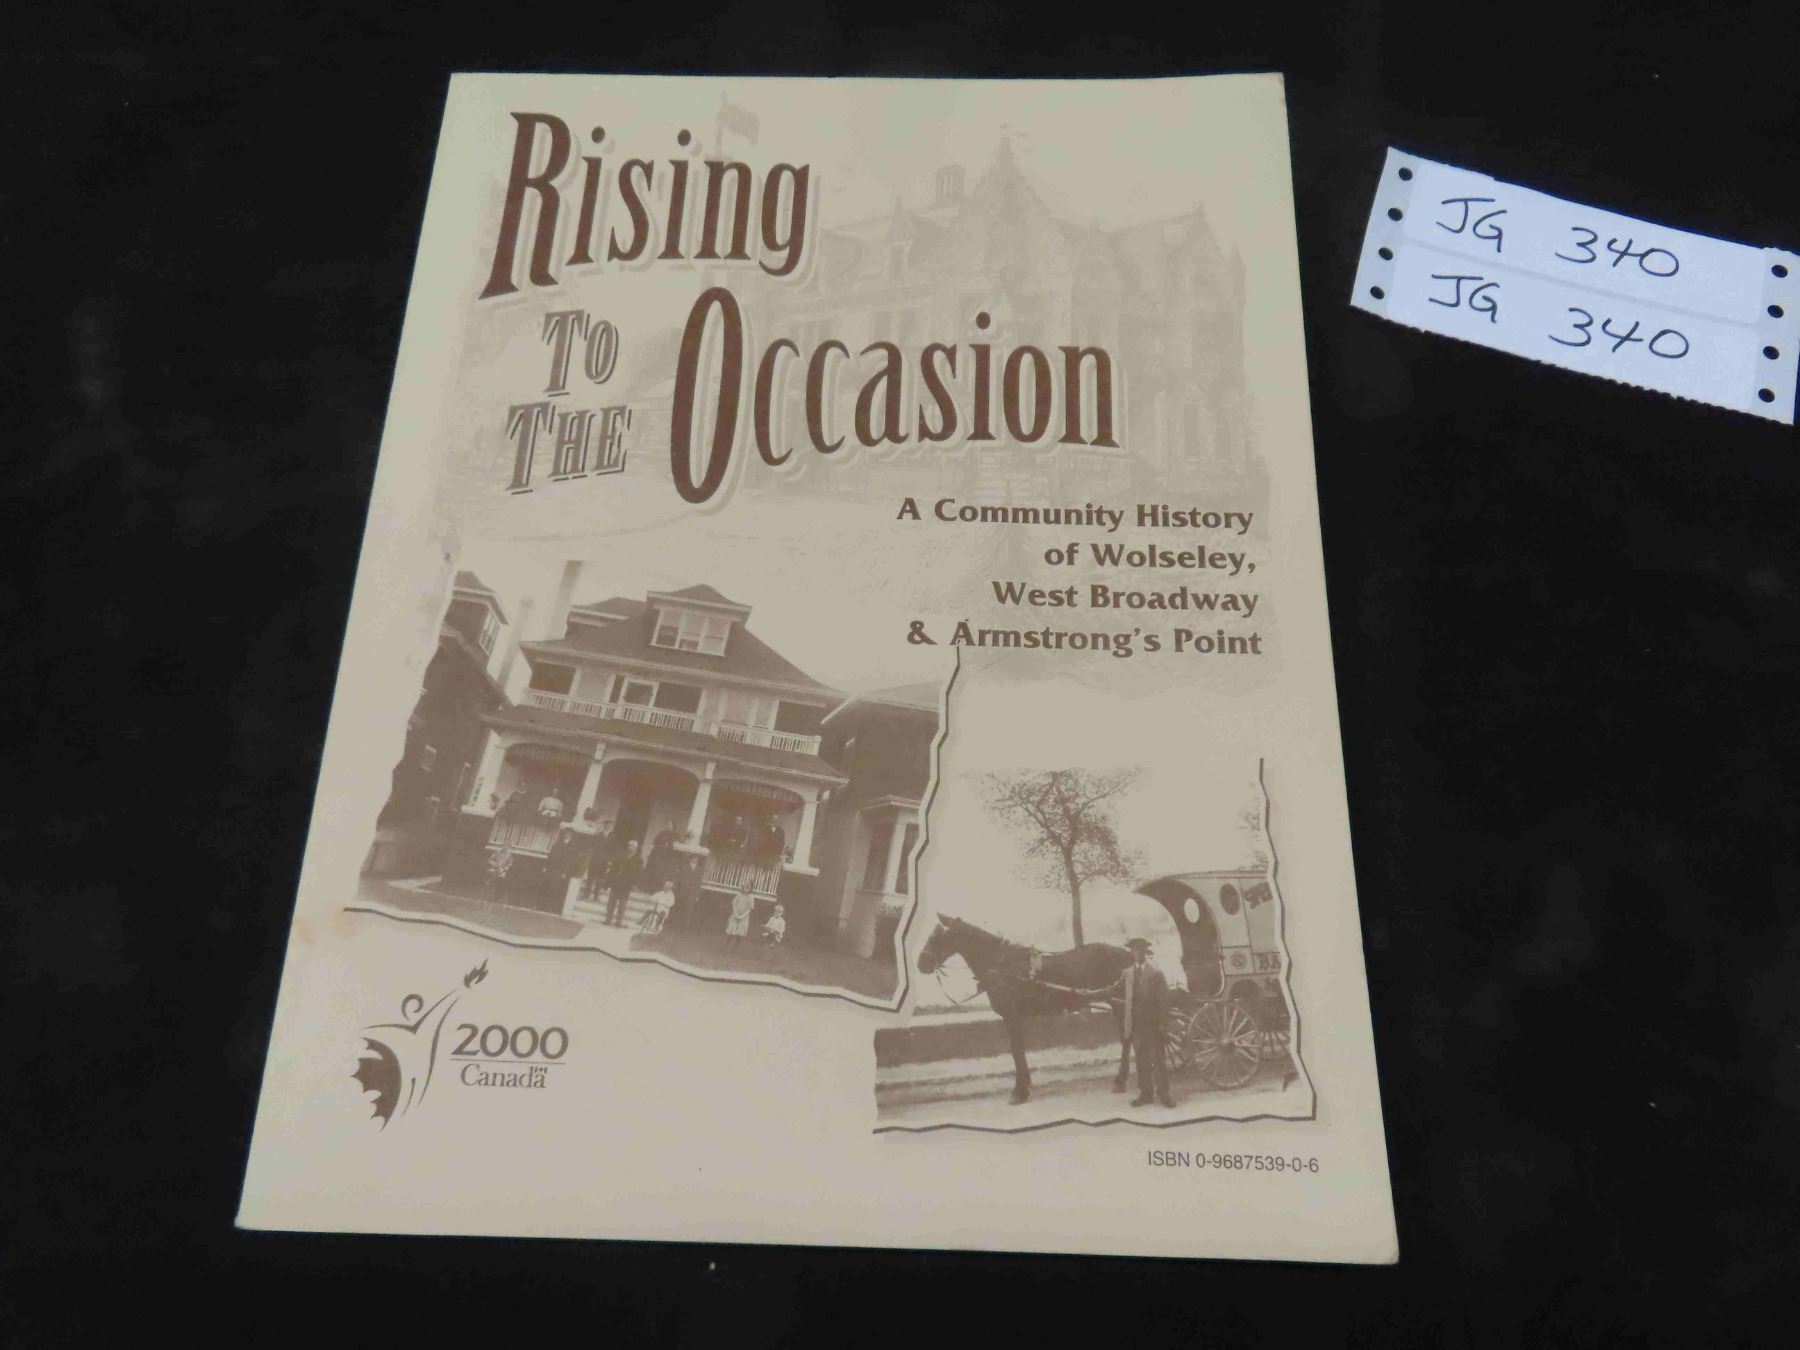 Rising
To
The
Occasion
A Community History
of Wolseley,
West Broadway
& Armstrong's Point
2000
Canada
ISBN 0-9687539-0-6
JG 340
JG 340